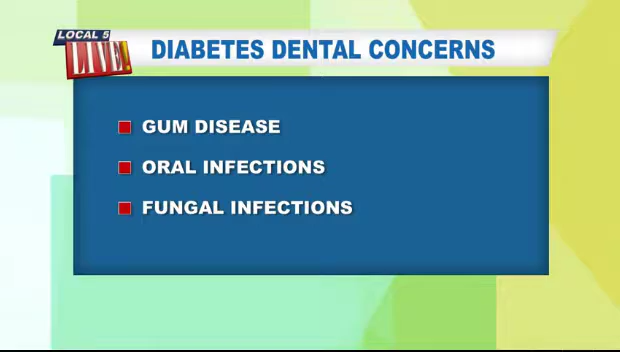 LOCAL 5
LIVE!
DIABETES DENTAL CONCERNS
GUM DISEASE
ORAL INFECTIONS
FUNGAL INFECTIONS